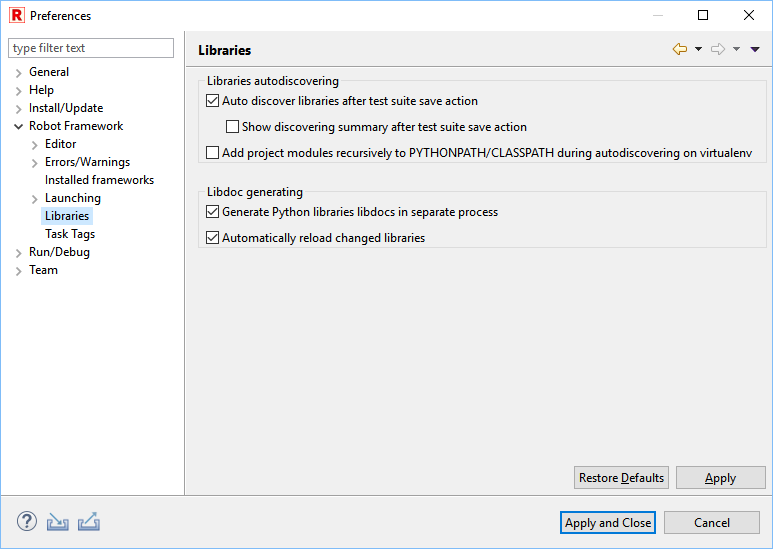 R Preferences
type filter text
General
Help
Install/Update
Robot Framework
Editor
Errors/Warnings
Installed frameworks
Launching
Libraries
Task Tags
Run/Debug
Team
Libraries
Libraries autodiscovering
Auto discover libraries after test suite save action
Show discovering summary after test suite save action
Add project modules recursively to PYTHONPATH/CLASSPATH during autodiscovering on virtualenv
Libdoc generating
Generate Python libraries libdocs in separate process
Automatically reload changed libraries
Restore Defaults Apply
? Apply and Close Cancel